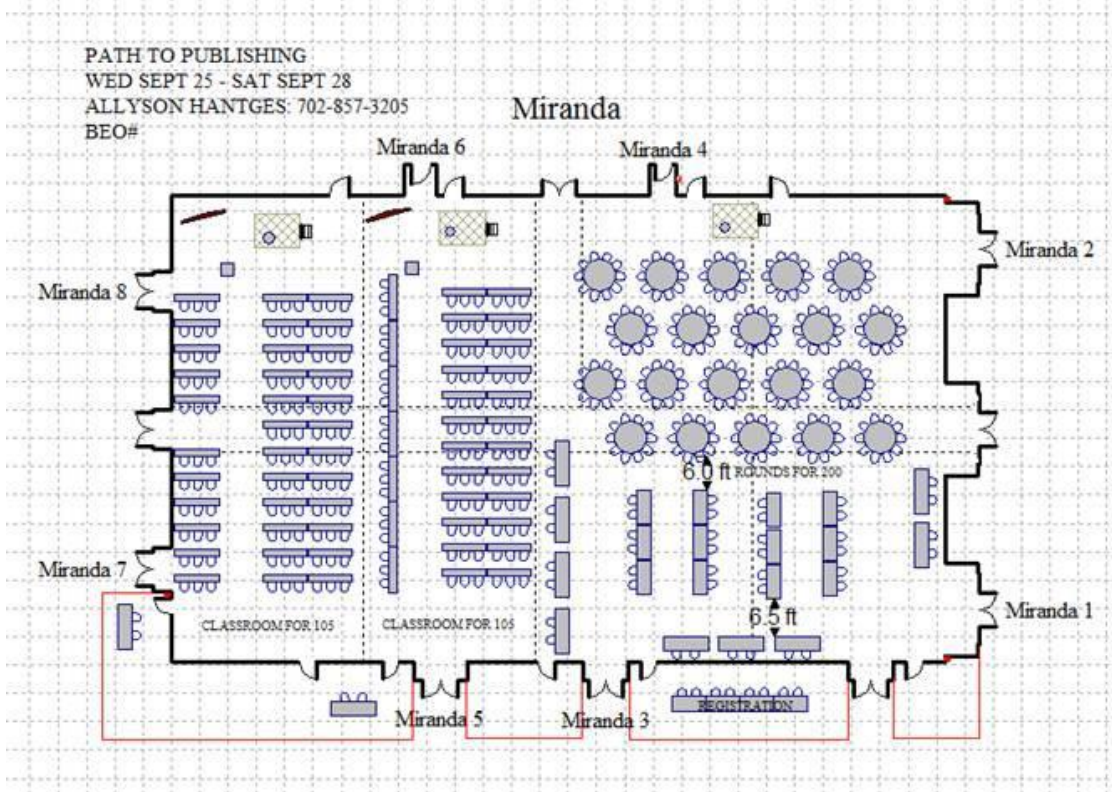 PATH TO PUBLISHING
WED SEPT 25 - SAT SEPT 28
ALLYSON HANTGES: 702-857-3205
BEO#
Miranda
Miranda 6
Miranda 4
Miranda 2
Miranda 8
6.0 ft
ROUNDS FOR 200
Miranda 7
Miranda 1
6.5 ft
CLASSROOM FOR 105
CLASSROOM FOR 105
REGISTRATION
Miranda 5
Miranda 3